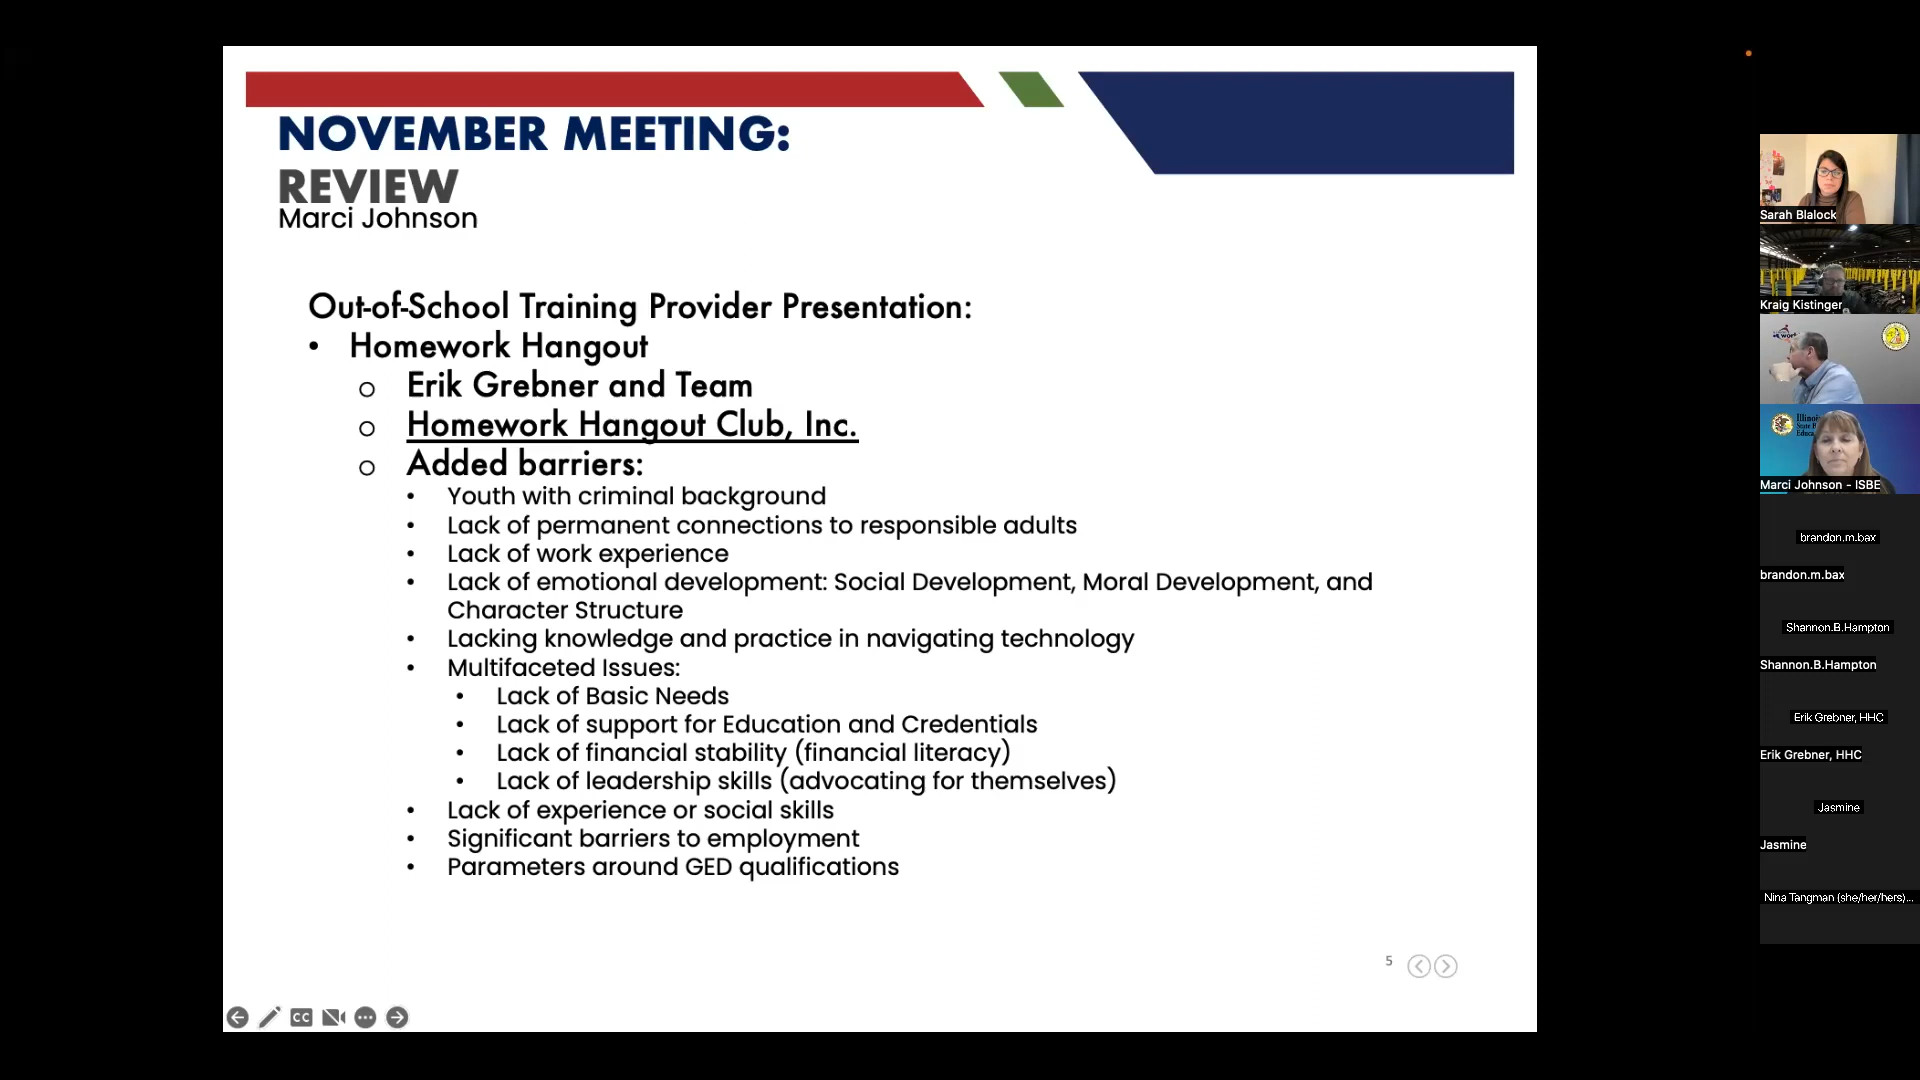 NOVEMBER MEETING:
REVIEW
Marci Johnson
Out-of-School Training Provider Presentation:
• Homework Hangout
o Erik Grebner and Team
o Homework Hangout Club, Inc.
o Added barriers:
• Youth with criminal background
• Lack of permanent connections to responsible adults
• Lack of work experience
• Lack of emotional development: Social Development, Moral Development, and
Character Structure
• Lacking knowledge and practice in navigating technology
• Multifaceted Issues:
• Lack of Basic Needs
• Lack of support for Education and Credentials
• Lack of financial stability (financial literacy)
• Lack of leadership skills (advocating for themselves)
• Lack of experience or social skills
• Significant barriers to employment
• Parameters around GED qualifications
5
CC
Sarah Blalock
Kraig Kistinger
Illinois
Marci Johnson - ISBE
brandon.m.bax
brandon.m.bax
Shannon.B.Hampton
Shannon.B.Hampton
Erik Grebner, HHC
Erik Grebner, HHC
Jasmine
Jasmine
Nina Tangman (she/her/hers)...